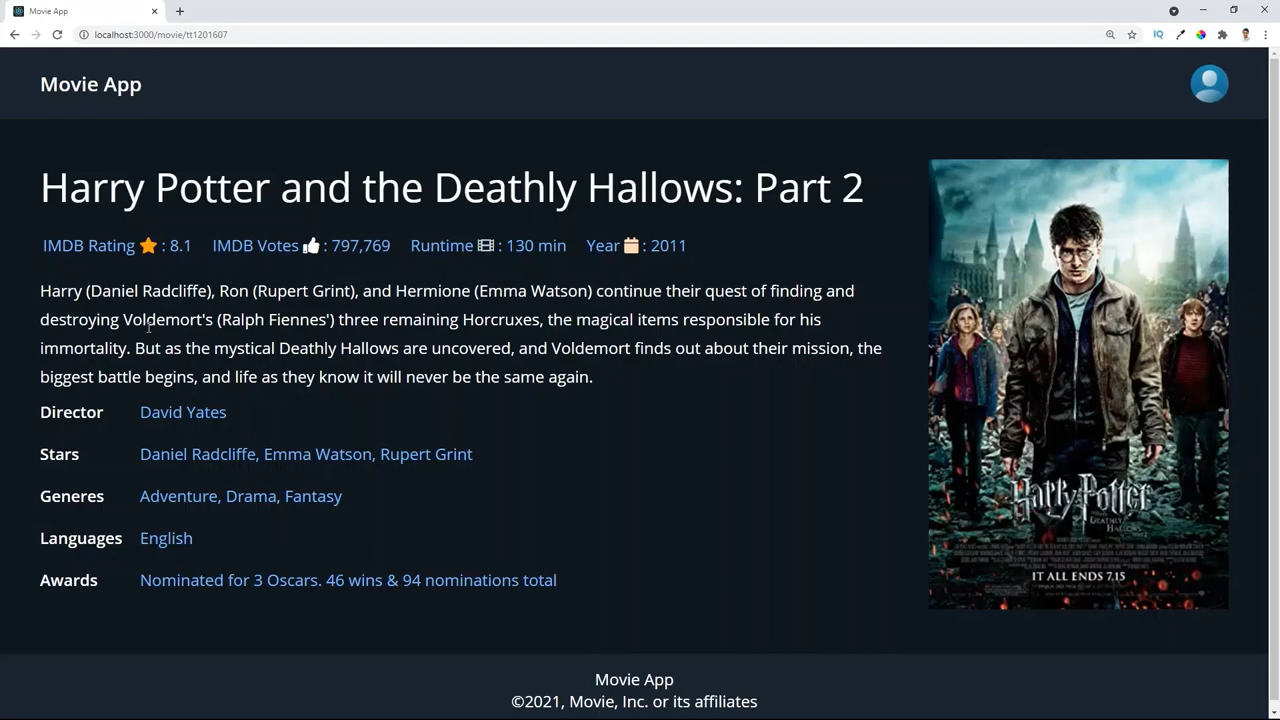 Movie App
localhost:3000/movie/tt1201607
IQ
Movie App
Harry Potter and the Deathly Hallows: Part 2
IMDB Rating : 8.1 IMDB Votes : 797,769 Runtime : 130 min Year : 2011
Harry (Daniel Radcliffe), Ron (Rupert Grint), and Hermione (Emma Watson) continue their quest of finding and
destroying Voldemort's (Ralph Fiennes') three remaining Horcruxes, the magical items responsible for his
immortality. But as the mystical Deathly Hallows are uncovered, and Voldemort finds out about their mission, the
biggest battle begins, and life as they know it will never be the same again.
Director David Yates
Stars Daniel Radcliffe, Emma Watson, Rupert Grint
Generes Adventure, Drama, Fantasy
Languages English
Awards Nominated for 3 Oscars. 46 wins & 94 nominations total
Harry Potter
DEATHLY
HALLOWS
IT ALL ENDS 7.15
Movie App
©2021, Movie, Inc. or its affiliates